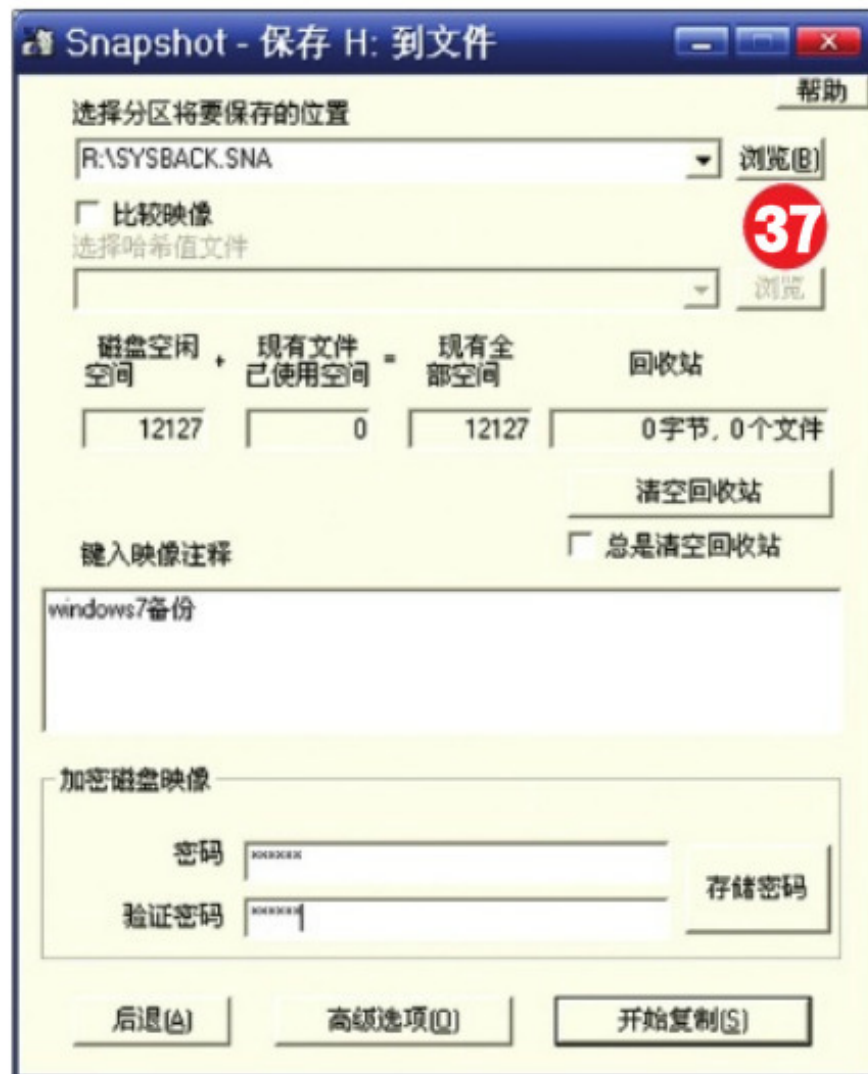 Snapshot - 保存 H: 到文件
帮助
选择分区将要保存的位置
R:\SYSBACK.SNA
浏览(B)
比较映像
37
选择哈希值文件
浏览
磁盘空闲空间 + 现有文件已使用空间 = 现有全部空间 回收站
12127 0 12127 0字节, 0个文件
清空回收站
键入映像注释
总是清空回收站
windows7备份
加密磁盘映像
密码 ******
验证密码 ******
存储密码
后退(A) 高级选项(O) 开始复制(S)